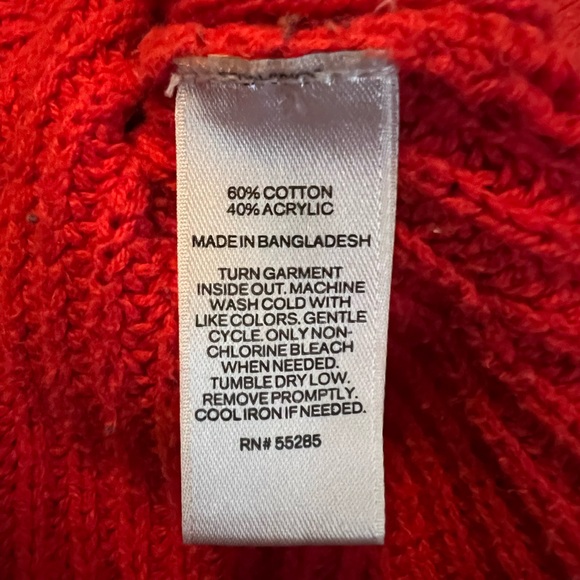 60% COTTON
40% ACRYLIC
MADE IN BANGLADESH
TURN GARMENT
INSIDE OUT. MACHINE
WASH COLD WITH
LIKE COLORS. GENTLE
CYCLE. ONLY NON-
CHLORINE BLEACH
WHEN NEEDED.
TUMBLE DRY LOW.
REMOVE PROMPTLY.
COOL IRON IF NEEDED.
RN# 55285